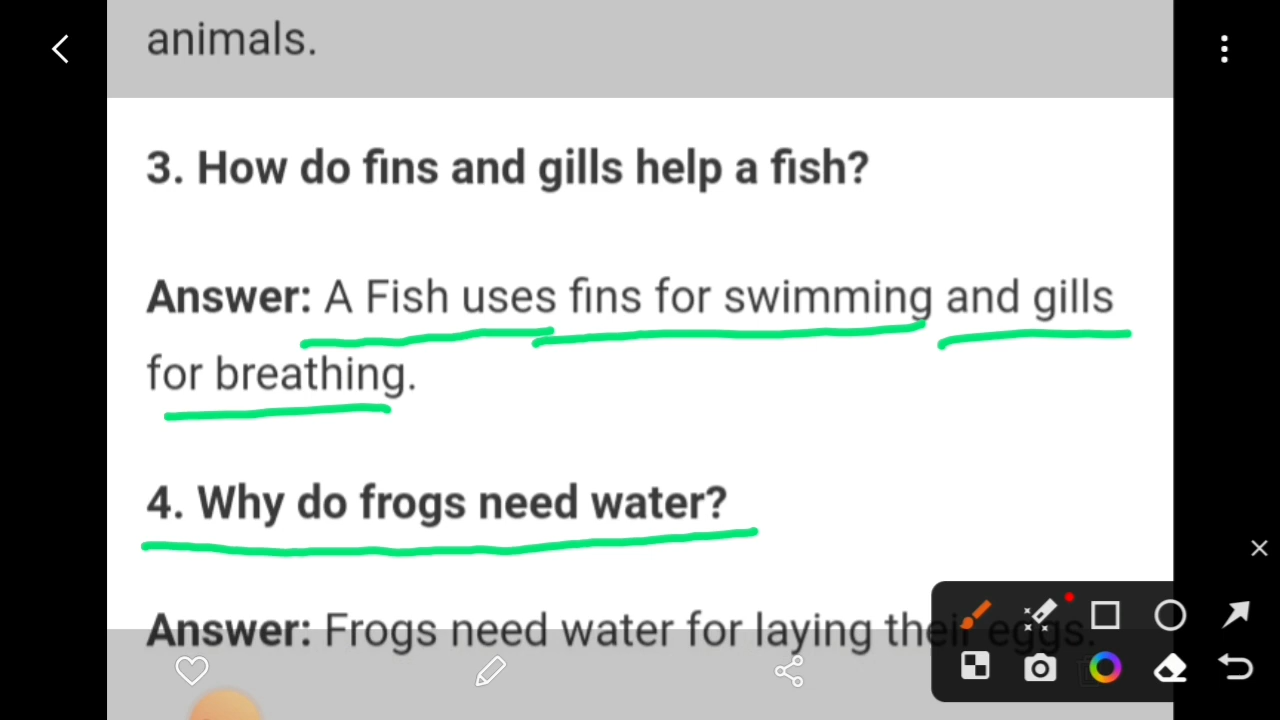 animals.
3. How do fins and gills help a fish?
Answer: A Fish uses fins for swimming and gills
for breathing.
4. Why do frogs need water?
Answer: Frogs need water for laying their eggs.